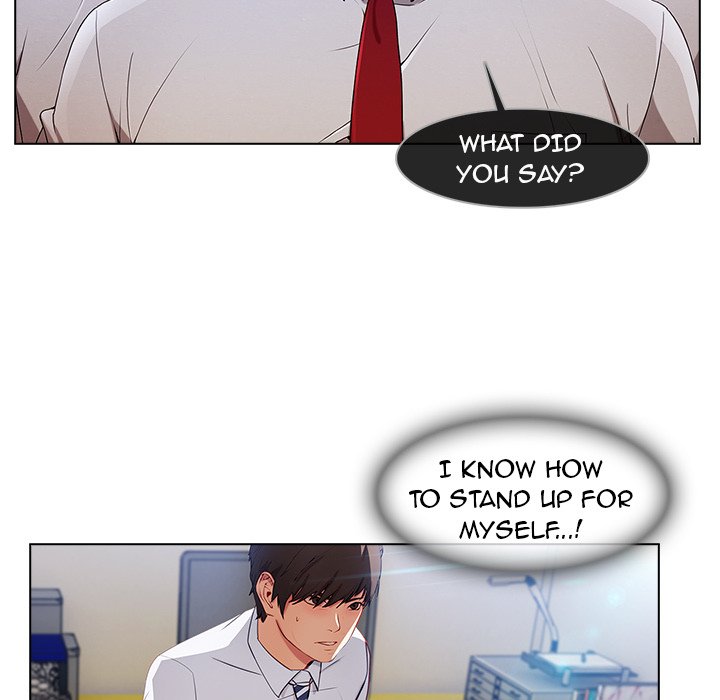 WHAT DID
YOU SAY?
I KNOW HOW
TO STAND UP FOR
MYSELF...!